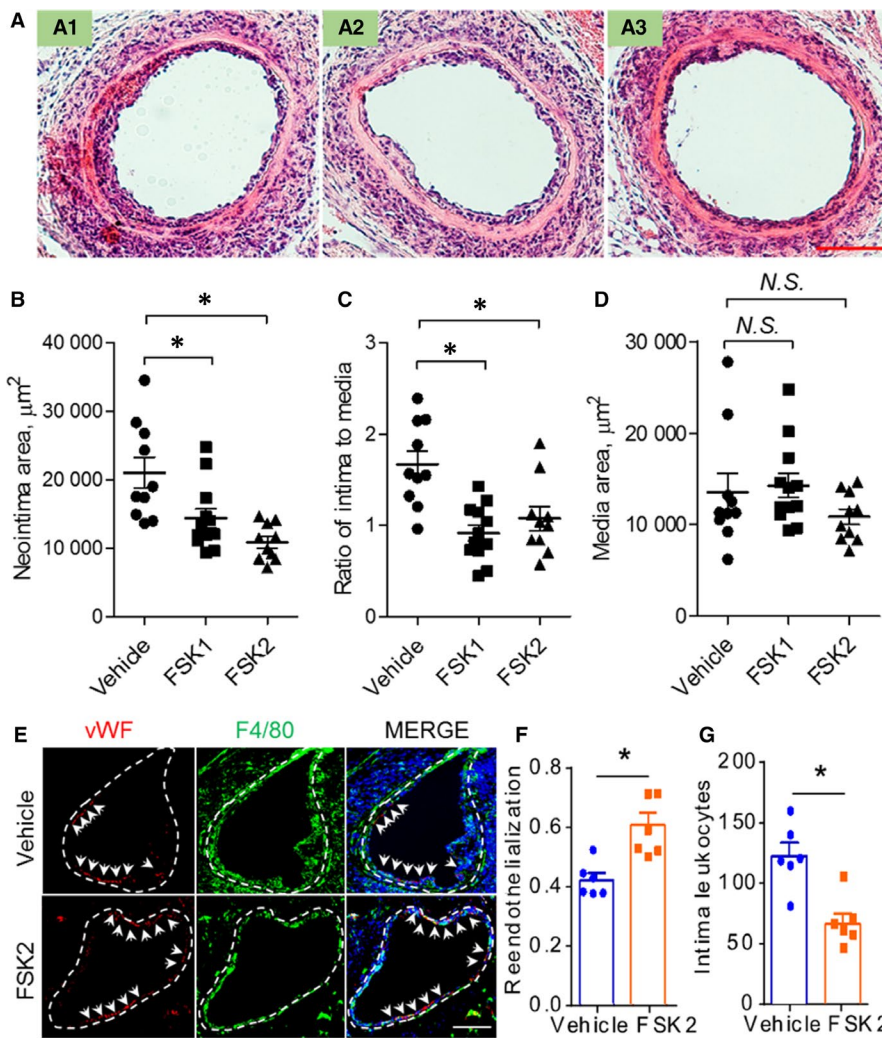 A
A1
A2
A3
B
*
*
40 000
30 000
20 000
10 000
0
Neointima area, µm²
Vehicle
FSK1
FSK2
C
*
*
3
2
1
0
Ratio of intima to media
Vehicle
FSK1
FSK2
D
N.S.
N.S.
30 000
20 000
10 000
0
Media area, µm²
Vehicle
FSK1
FSK2
E
vWF
F4/80
MERGE
Vehicle
FSK2
F
*
0.8
0.6
0.4
0.2
0.0
Reendothelialization
Vehicle FSK2
G
*
200
150
100
50
0
Intima leukocytes
Vehicle FSK2